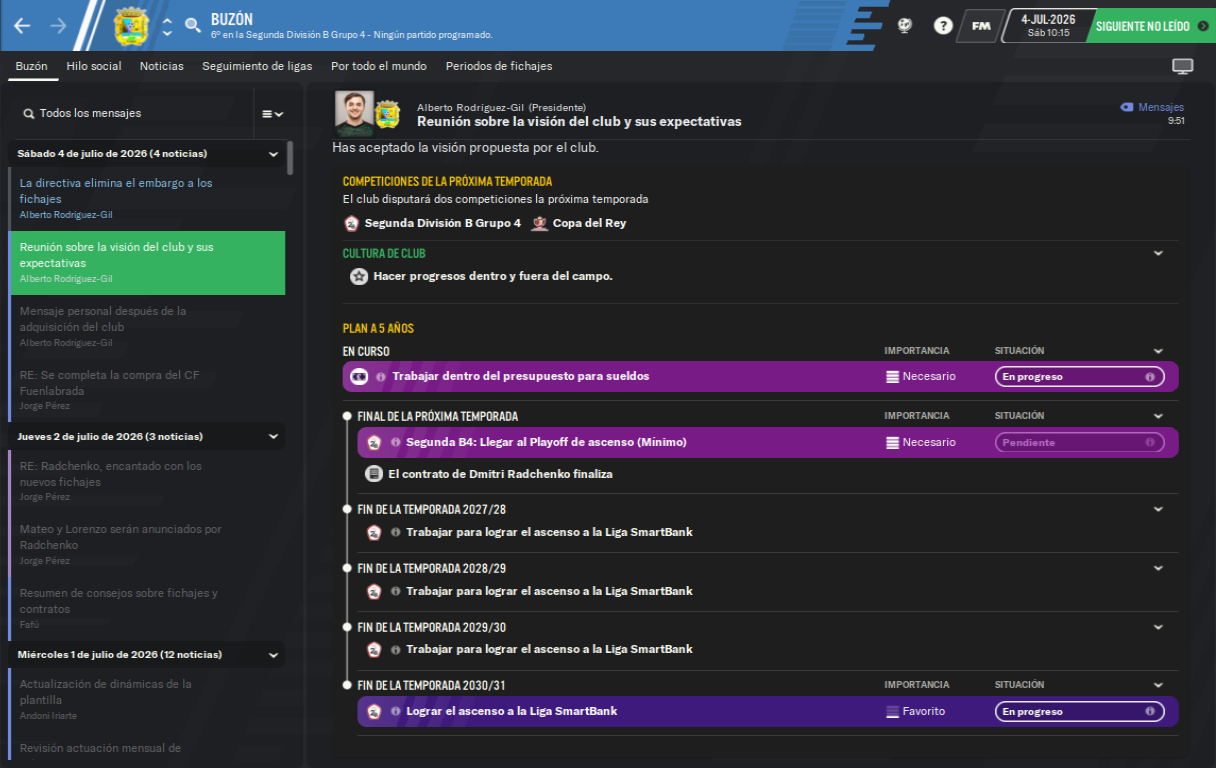 BUZÓN
6º en la Segunda División B Grupo 4 - Ningún partido programado.
?
FM
4-JUL-2026
Sáb 10:15
SIGUIENTE NO LEÍDO
Buzón
Hilo social
Noticias
Seguimiento de ligas
Por todo el mundo
Periodos de fichajes
Todos los mensajes
Sábado 4 de julio de 2026 (4 noticias)
La directiva elimina el embargo a los
fichajes
Alberto Rodríguez-Gil
Reunión sobre la visión del club y sus
expectativas
Alberto Rodríguez-Gil
Mensaje personal después de la
adquisición del club
Alberto Rodríguez-Gil
RE: Se completa la compra del CF
Fuenlabrada
Jorge Pérez
Jueves 2 de julio de 2026 (3 noticias)
RE: Radchenko, encantado con los
nuevos fichajes
Jorge Pérez
Mateo y Lorenzo serán anunciados por
Radchenko
Jorge Pérez
Resumen de consejos sobre fichajes y
contratos
Fafú
Miércoles 1 de julio de 2026 (12 noticias)
Actualización de dinámicas de la
plantilla
Andoni Iriarte
Revisión actuación mensual de
Alberto Rodríguez-Gil (Presidente)
Reunión sobre la visión del club y sus expectativas
Mensajes
9:51
Has aceptado la visión propuesta por el club.
COMPETICIONES DE LA PRÓXIMA TEMPORADA
El club disputará dos competiciones la próxima temporada
Segunda División B Grupo 4 Copa del Rey
CULTURA DE CLUB
Hacer progresos dentro y fuera del campo.
PLAN A 5 AÑOS
EN CURSO IMPORTANCIA SITUACIÓN
Trabajar dentro del presupuesto para sueldos Necesario En progreso
FINAL DE LA PRÓXIMA TEMPORADA IMPORTANCIA SITUACIÓN
Segunda B4: Llegar al Playoff de ascenso (Mínimo) Necesario Pendiente
El contrato de Dmitri Radchenko finaliza
FIN DE LA TEMPORADA 2027/28
Trabajar para lograr el ascenso a la Liga SmartBank
FIN DE LA TEMPORADA 2028/29
Trabajar para lograr el ascenso a la Liga SmartBank
FIN DE LA TEMPORADA 2029/30
Trabajar para lograr el ascenso a la Liga SmartBank
FIN DE LA TEMPORADA 2030/31 IMPORTANCIA SITUACIÓN
Lograr el ascenso a la Liga SmartBank Favorito En progreso